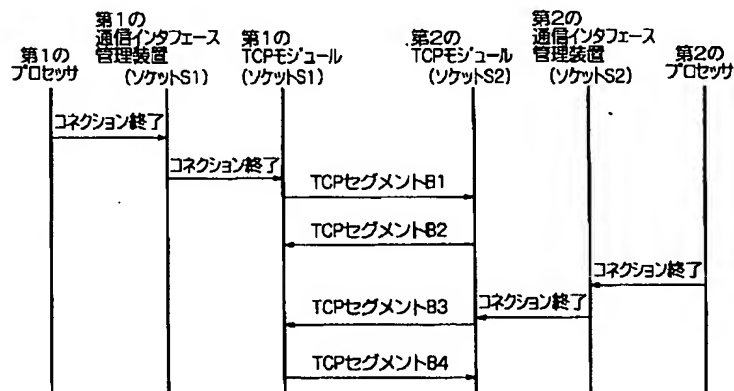 第1の
プロセッサ
第1の
通信インタフェース
管理装置
(ソケットS1)
第1の
TCPモジュール
(ソケットS1)
第2の
TCPモジュール
(ソケットS2)
第2の
通信インタフェース
管理装置
(ソケットS2)
第2の
プロセッサ
コネクション終了
コネクション終了
TCPセグメントB1
TCPセグメントB2
コネクション終了
コネクション終了
TCPセグメントB3
TCPセグメントB4